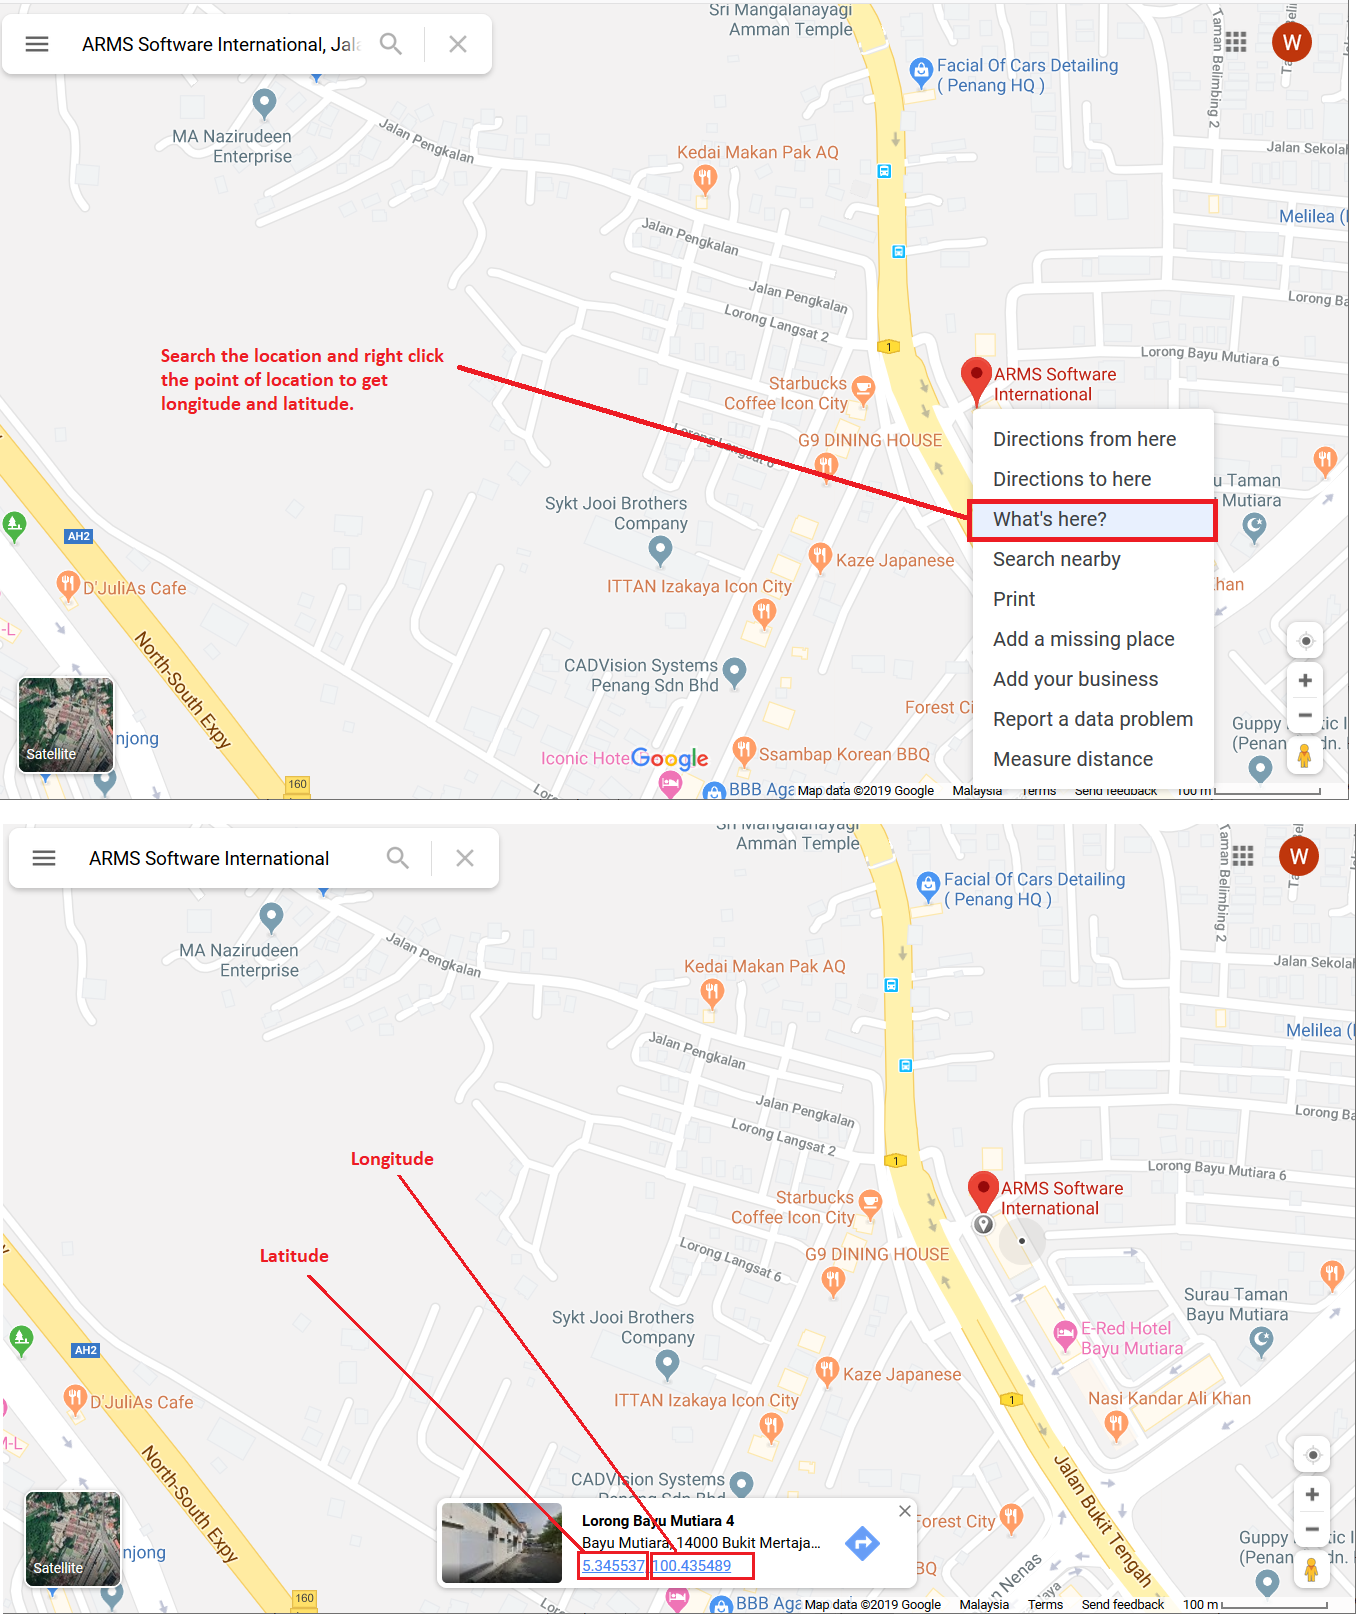 ARMS Software International, Jala
Sri Mangalanayagi
Amman Temple
Taman Belimbing 2
W
Facial Of Cars Detailing
( Penang HQ )
MA Nazirudeen
Enterprise
Jalan Pengkalan
Kedai Makan Pak AQ
Jalan Sekola
Melilea (
Jalan Pengkalan
Jalan Pengkalan
Lorong Langsat 2
Lorong Ba
1
Lorong Bayu Mutiara 6
Search the location and right click
the point of location to get
longitude and latitude.
Starbucks
Coffee Icon City
ARMS Software
International
G9 DINING HOUSE
Lorong Langsat 6
Directions from here
Directions to here
What's here?
Search nearby
Print
Add a missing place
Add your business
Report a data problem
Measure distance
u Taman
Mutiara
Sykt Jooi Brothers
Company
AH2
Kaze Japanese
D'JuliAs Cafe
ITTAN Izakaya Icon City
Khan
-L
North-South Expy
CADVision Systems
Penang Sdn Bhd
Forest Ci
Satellite
njong
Iconic Hote
Google
Ssambap Korean BBQ
160
BBB Aga
Map data ©2019 Google
Malaysia
Terms
Send feedback
100 m
ARMS Software International
Sri Mangalanayagi
Amman Temple
Taman Belimbing 2
W
Facial Of Cars Detailing
( Penang HQ )
MA Nazirudeen
Enterprise
Jalan Pengkalan
Kedai Makan Pak AQ
Jalan Sekola
Melilea (
Jalan Pengkalan
Jalan Pengkalan
Lorong Langsat 2
Lorong Ba
1
Lorong Bayu Mutiara 6
Longitude
Latitude
Starbucks
Coffee Icon City
ARMS Software
International
G9 DINING HOUSE
Lorong Langsat 6
Surau Taman
Bayu Mutiara
Sykt Jooi Brothers
Company
E-Red Hotel
Bayu Mutiara
AH2
Kaze Japanese
D'JuliAs Cafe
ITTAN Izakaya Icon City
1
Nasi Kandar Ali Khan
M-L
North-South Expy
CADVision Systems
Jalan Bukit Tengah
Lorong Bayu Mutiara 4
Bayu Mutiara, 14000 Bukit Mertaja...
5.345537, 100.435489
Forest City
Satellite
njong
BQ
n Nenas
160
BBB Aga
Map data ©2019 Google
Malaysia
Terms
Send feedback
100 m